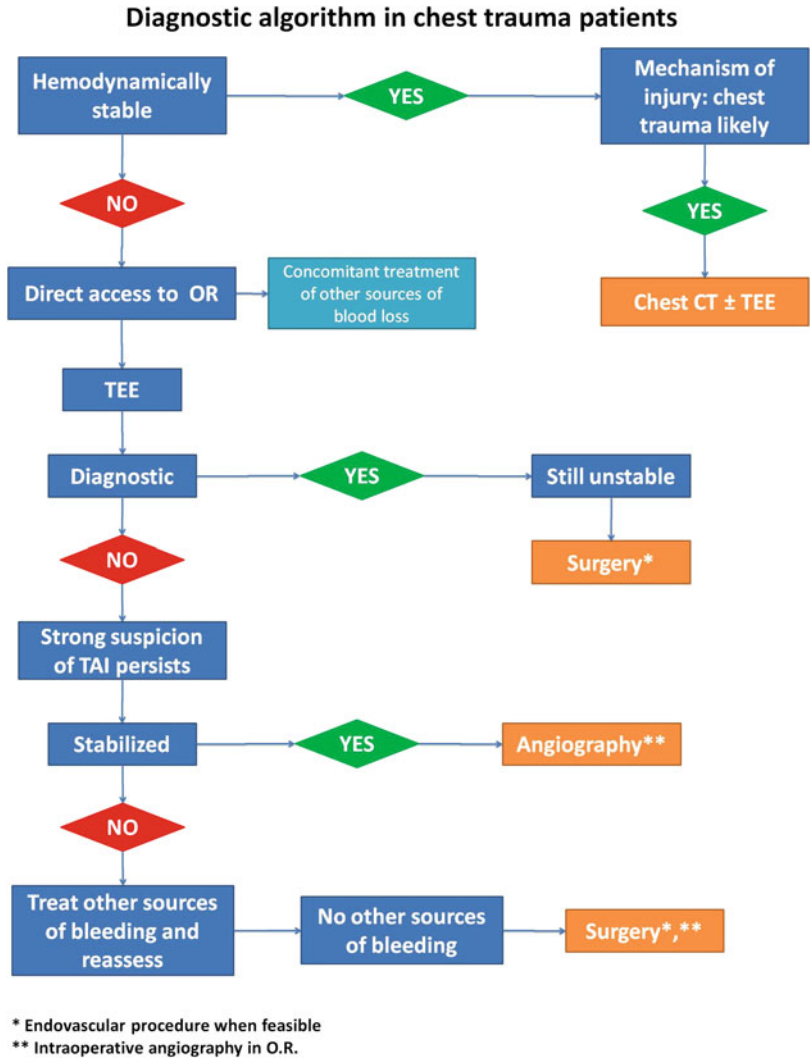 Diagnostic algorithm in chest trauma patients
Hemodynamically
stable
YES
Mechanism of
injury: chest
trauma likely
NO
YES
Direct access to OR
Concomitant treatment
of other sources of
blood loss
Chest CT ± TEE
TEE
Diagnostic
YES
Still unstable
NO
Surgery*
Strong suspicion
of TAI persists
Stabilized
YES
Angiography**
NO
Treat other sources
of bleeding and
reassess
No other sources
of bleeding
Surgery*,**
* Endovascular procedure when feasible
** Intraoperative angiography in O.R.